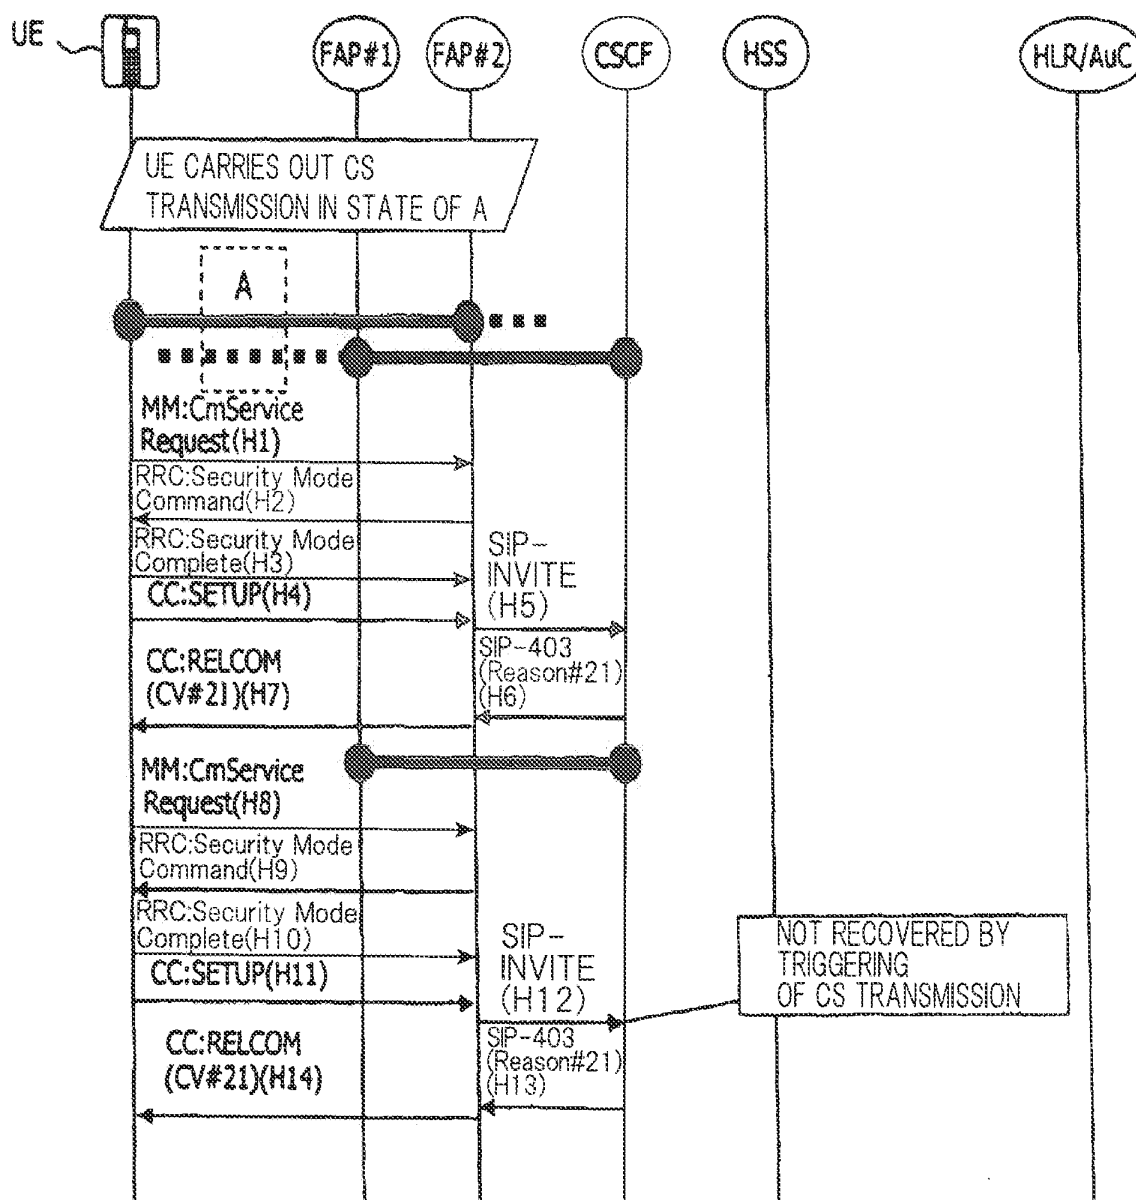 UE
FAP#1
FAP#2
CSCF
HSS
HLR/AuC
UE CARRIES OUT CS
TRANSMISSION IN STATE OF A
A
MM:CmService
Request(H1)
RRC:Security Mode
Command(H2)
RRC:Security Mode
Complete(H3)
CC:SETUP(H4)
SIP-
INVITE
(H5)
SIP-403
(Reason#21)
(H6)
CC:RELCOM
(CV#21)(H7)
MM:CmService
Request(H8)
RRC:Security Mode
Command(H9)
RRC:Security Mode
Complete(H10)
CC:SETUP(H11)
SIP-
INVITE
(H12)
NOT RECOVERED BY
TRIGGERING
OF CS TRANSMISSION
SIP-403
(Reason#21)
(H13)
CC:RELCOM
(CV#21)(H14)